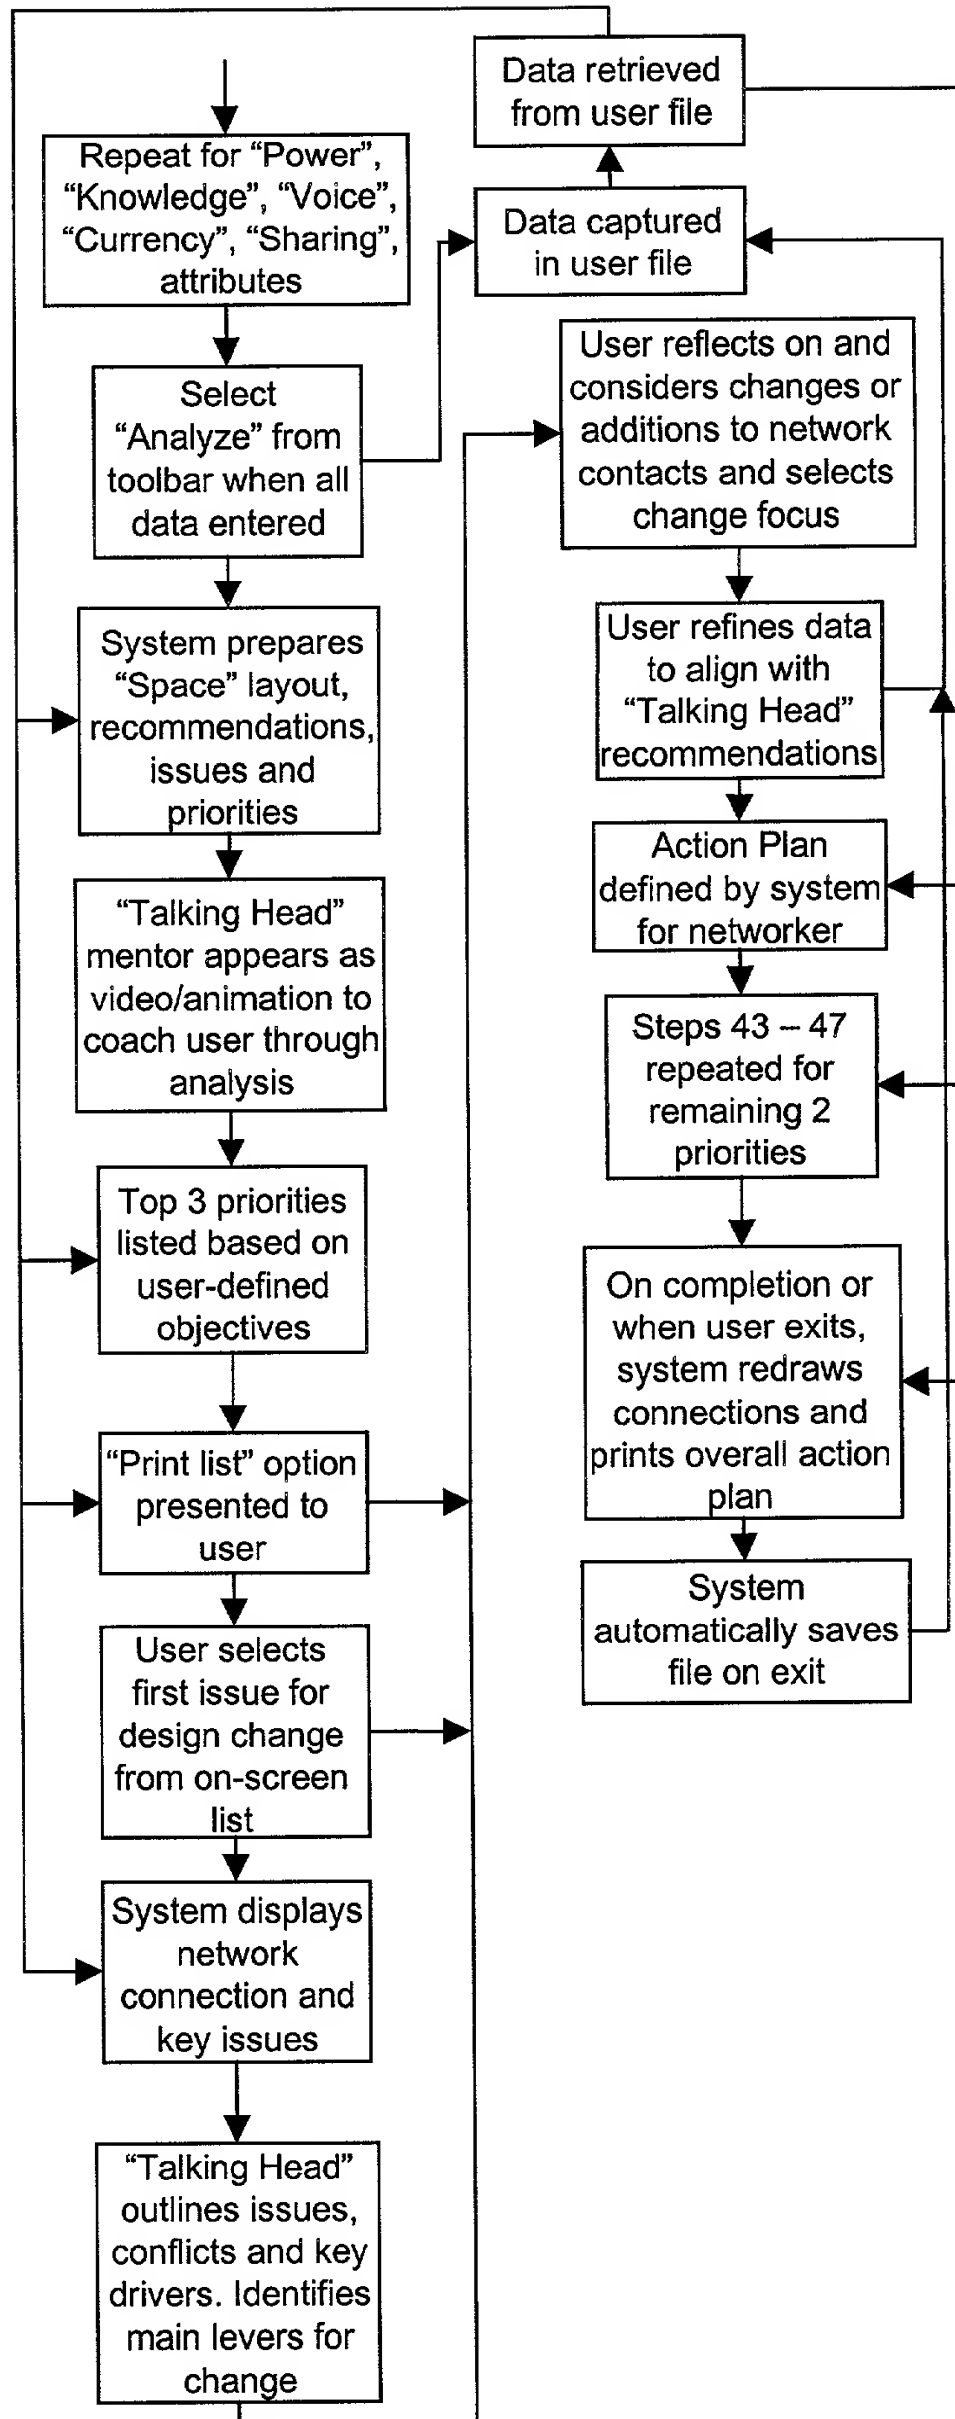 Repeat for “Power”,
“Knowledge”, “Voice”,
“Currency”, “Sharing”,
attributes
Select
“Analyze” from
toolbar when all
data entered
System prepares
“Space” layout,
recommendations,
issues and
priorities
“Talking Head”
mentor appears as
video/animation to
coach user through
analysis
Top 3 priorities
listed based on
user-defined
objectives
“Print list” option
presented to
user
User selects
first issue for
design change
from on-screen
list
System displays
network
connection and
key issues
“Talking Head”
outlines issues,
conflicts and key
drivers. Identifies
main levers for
change
Data retrieved
from user file
Data captured
in user file
User reflects on and
considers changes or
additions to network
contacts and selects
change focus
User refines data
to align with
“Talking Head”
recommendations
Action Plan
defined by system
for networker
Steps 43 – 47
repeated for
remaining 2
priorities
On completion or
when user exits,
system redraws
connections and
prints overall action
plan
System
automatically saves
file on exit